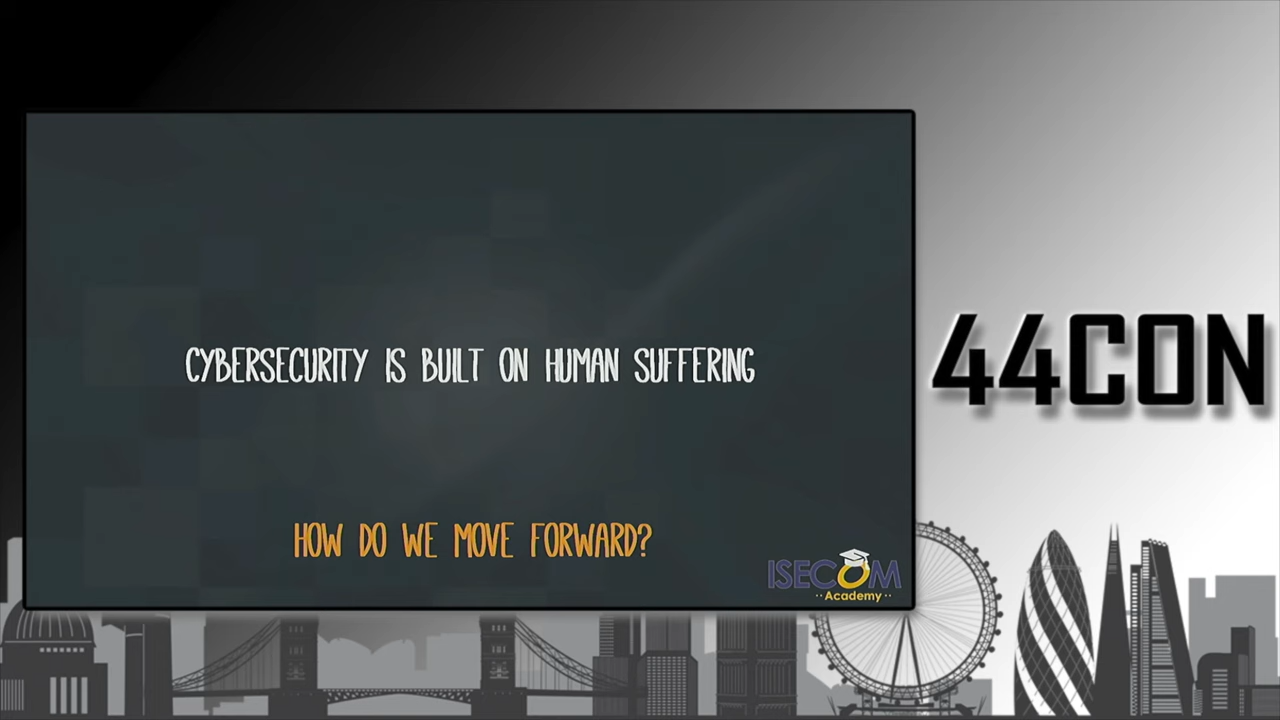 CYBERSECURITY IS BUILT ON HUMAN SUFFERING
HOW DO WE MOVE FORWARD?
ISECOM
Academy
44CON